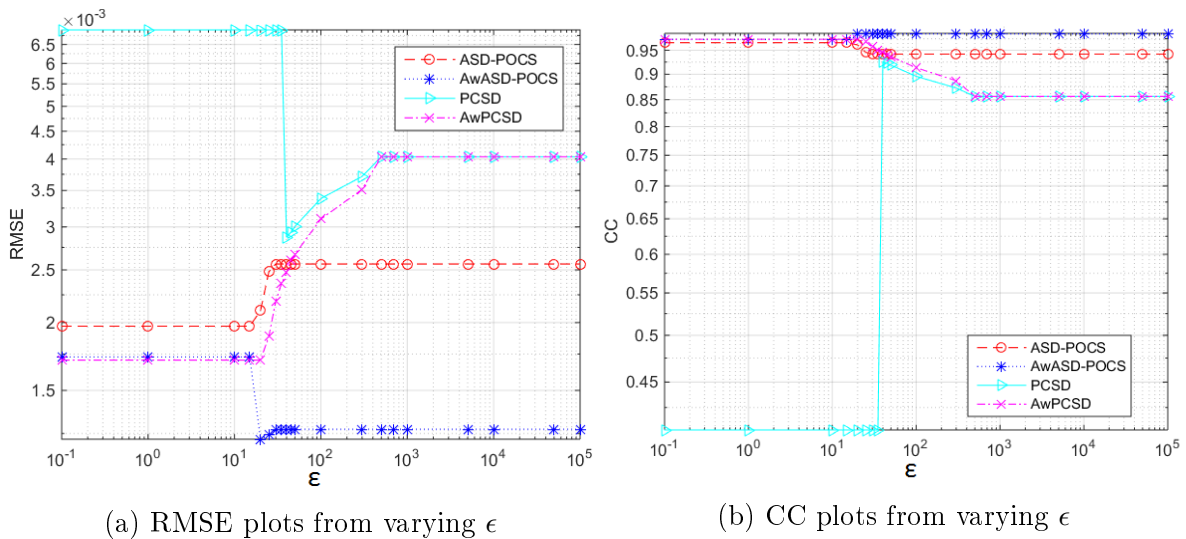 × 10⁻³
6.5
6
5.5
5
4.5
4
3.5
3
2.5
2
1.5
RMSE
ASD-POCS
AwASD-POCS
PCSD
AwPCSD
10⁻¹ 10⁰ 10¹ 10² 10³ 10⁴ 10⁵
ε
(a) RMSE plots from varying ϵ
0.95
0.9
0.85
0.8
0.75
0.7
0.65
0.6
0.55
0.5
0.45
CC
ASD-POCS
AwASD-POCS
PCSD
AwPCSD
10⁻¹ 10⁰ 10¹ 10² 10³ 10⁴ 10⁵
ε
(b) CC plots from varying ϵ